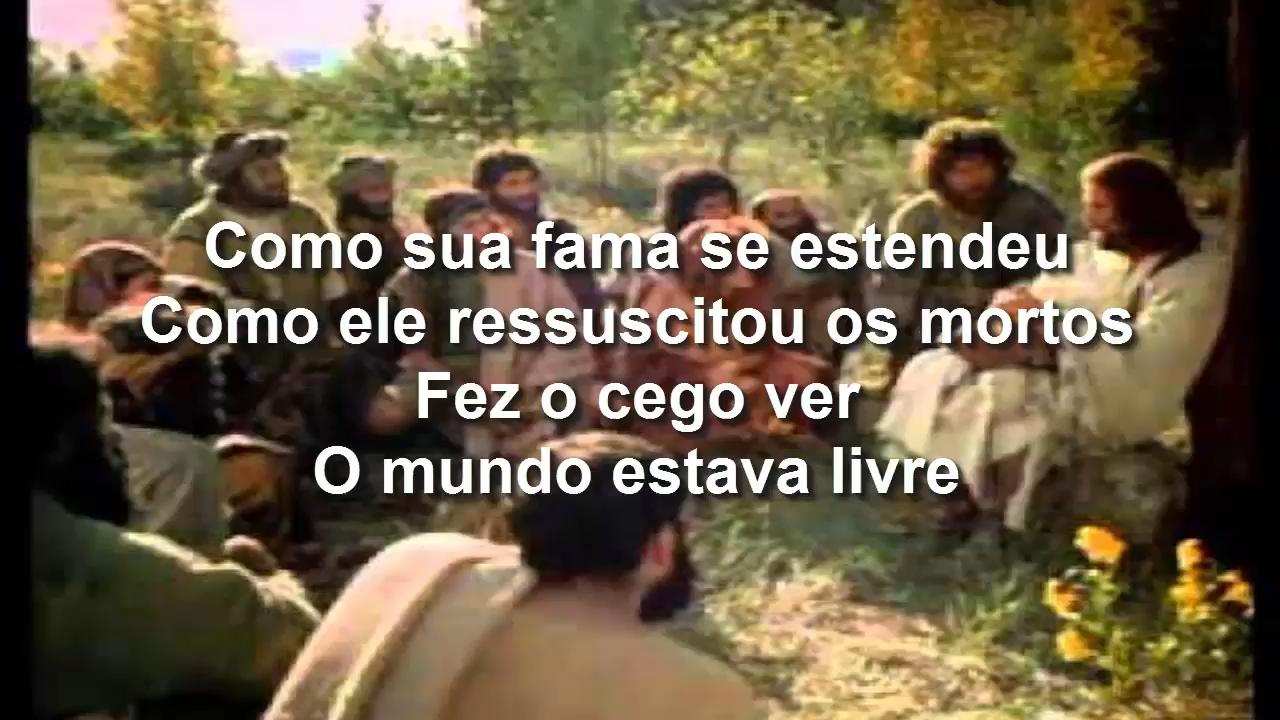 Como sua fama se estendeu
Como ele ressuscitou os mortos
Fez o cego ver
O mundo estava livre